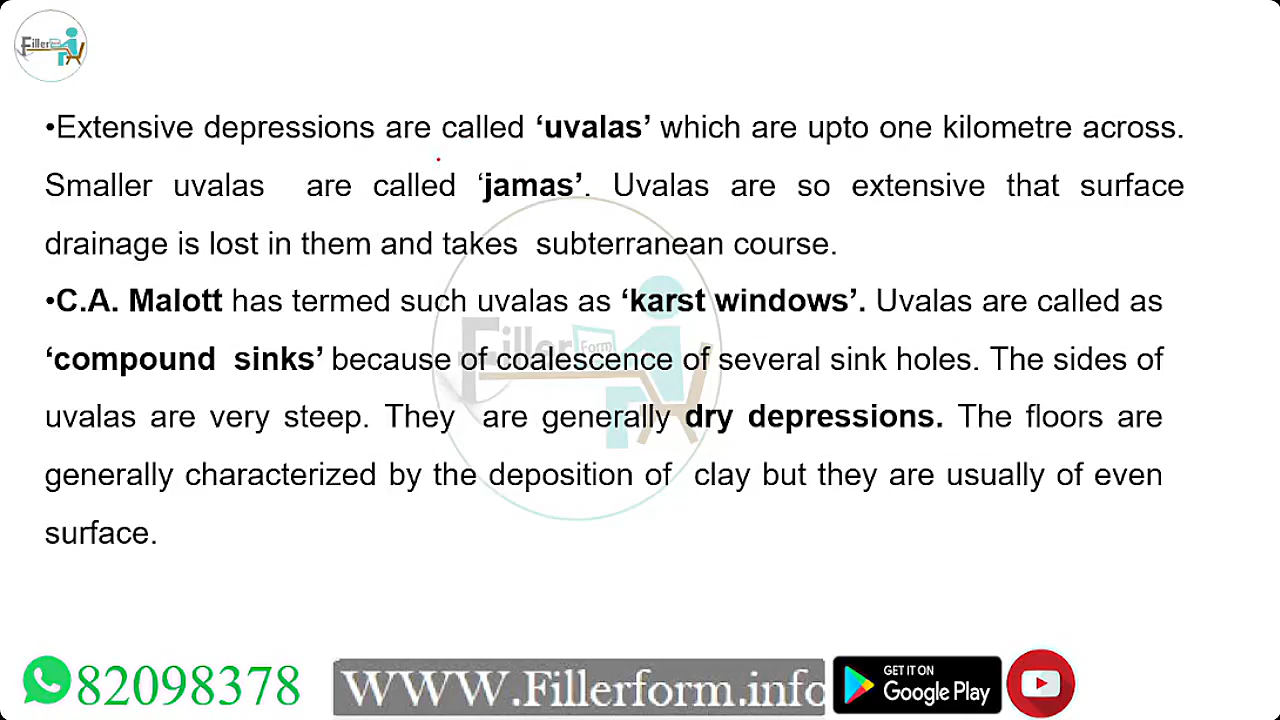 Filler
•Extensive depressions are called ‘uvalas’ which are upto one kilometre across.
Smaller uvalas are called ‘jamas’. Uvalas are so extensive that surface
drainage is lost in them and takes subterranean course.
•C.A. Malott has termed such uvalas as ‘karst windows’. Uvalas are called as
‘compound sinks’ because of coalescence of several sink holes. The sides of
uvalas are very steep. They are generally dry depressions. The floors are
generally characterized by the deposition of clay but they are usually of even
surface.
Filler Form
82098378
WWW.Fillerform.info
GET IT ON
Google Play